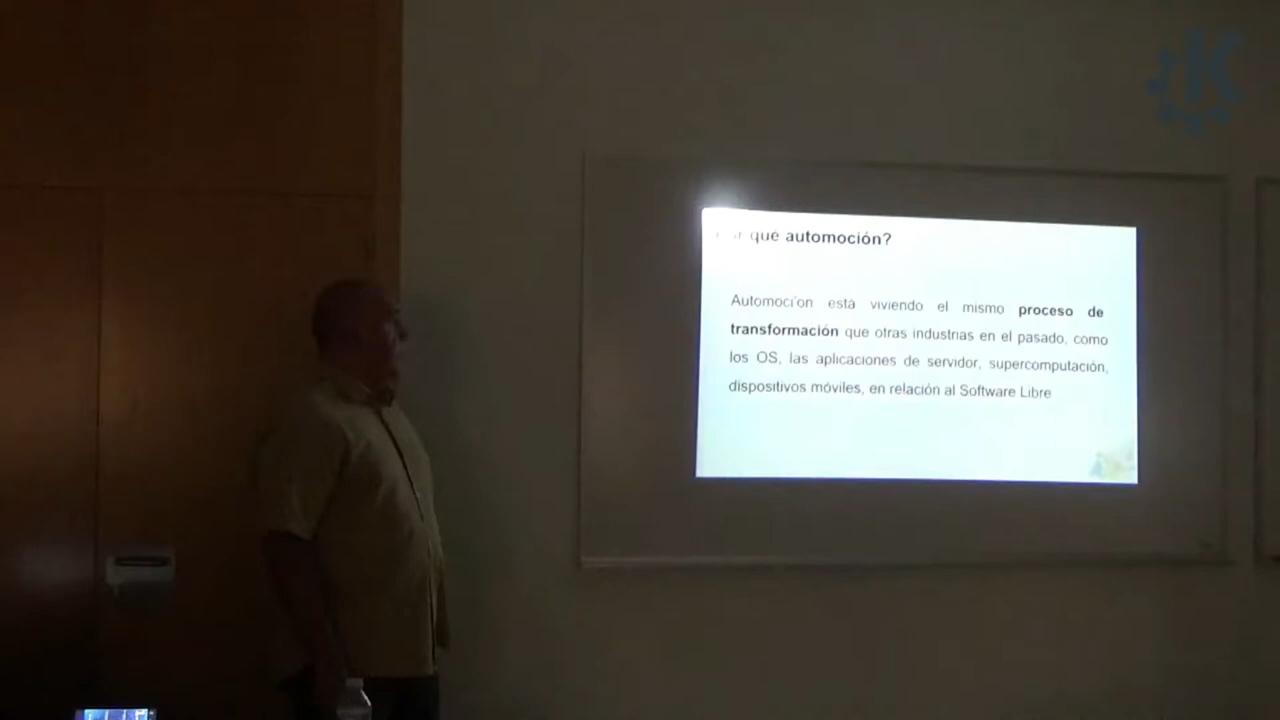 qué automoción?
Automoci'on está viviendo el mismo proceso de
transformación que otras industrias en el pasado, como
los OS, las aplicaciones de servidor, supercomputación,
dispositivos móviles, en relación al Software Libre
K